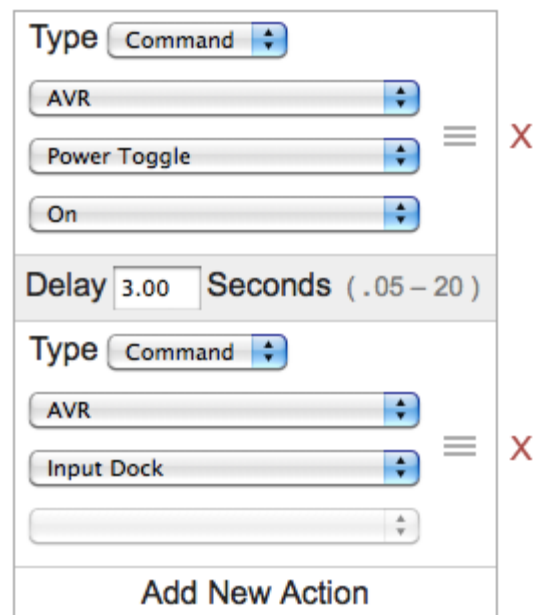 Type Command
AVR
Power Toggle
X
On
Delay 3.00 Seconds ( .05 – 20 )
Type Command
AVR
Input Dock
X
Add New Action